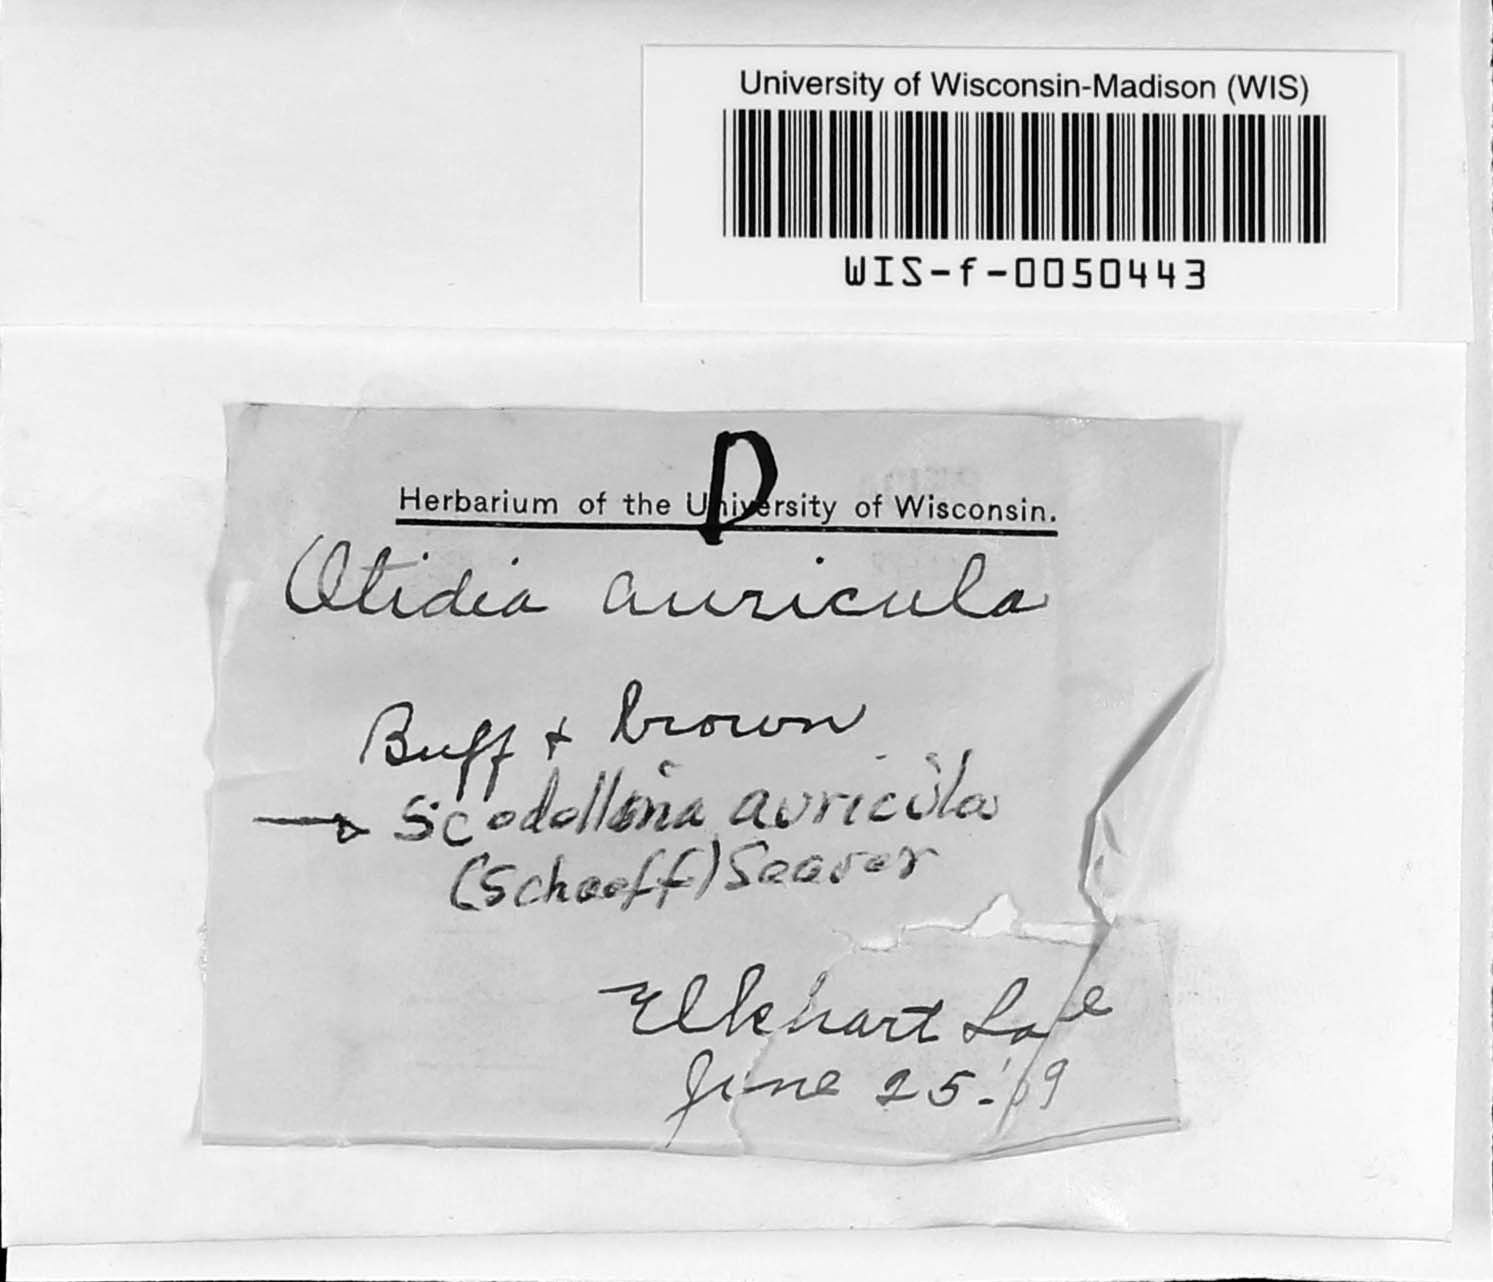 University of Wisconsin-Madison (WIS)
WIS-f-0050443
D
Herbarium of the University of Wisconsin.
Otidia auricula
Buff + brown
→ Scodellina auricula
(Schaeff) Seaver
Elkhart Lake
June 25. '09